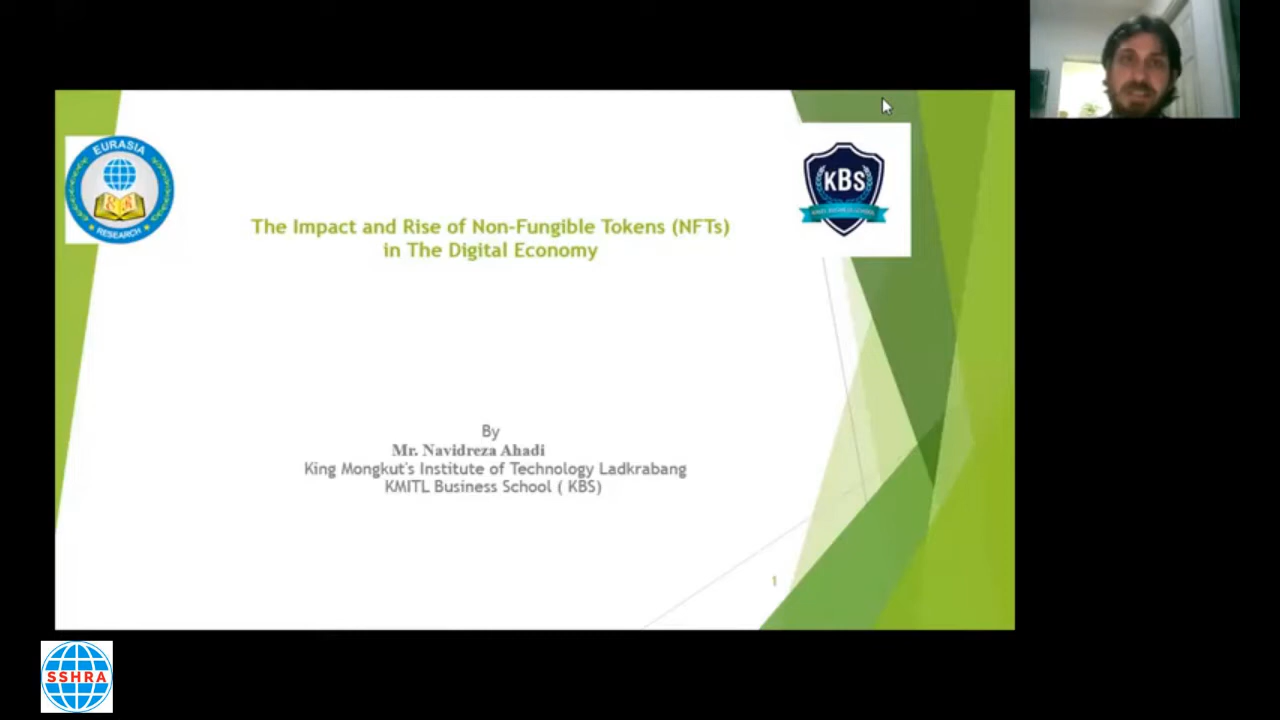 EURASIA
RESEARCH
KBS
The Impact and Rise of Non-Fungible Tokens (NFTs)
in The Digital Economy
By
Mr. Navidreza Ahadi
King Mongkut's Institute of Technology Ladkrabang
KMITL Business School ( KBS)
1
SSHRA